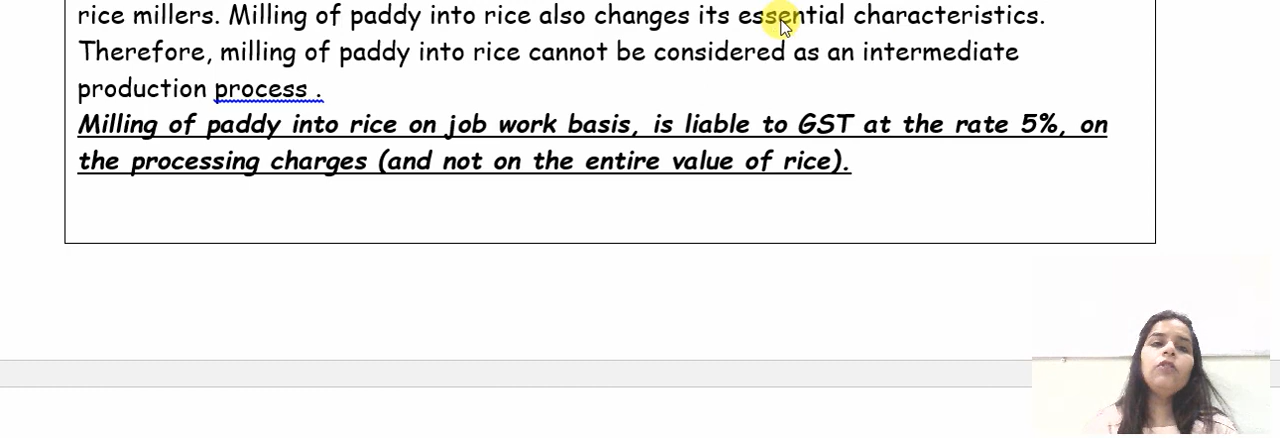 rice millers. Milling of paddy into rice also changes its essential characteristics.
Therefore, milling of paddy into rice cannot be considered as an intermediate
production process .
Milling of paddy into rice on job work basis, is liable to GST at the rate 5%, on
the processing charges (and not on the entire value of rice).